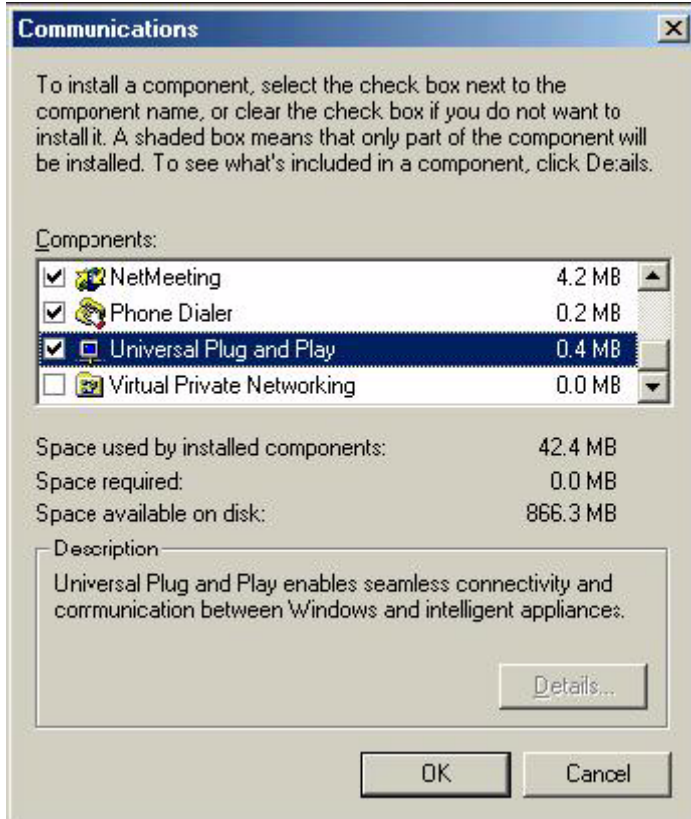 Communications
To install a component, select the check box next to the
component name, or clear the check box if you do not want to
install it. A shaded box means that only part of the component will
be installed. To see what's included in a component, click Details.
Components:
NetMeeting 4.2 MB
Phone Dialer 0.2 MB
Universal Plug and Play 0.4 MB
Virtual Private Networking 0.0 MB
Space used by installed components: 42.4 MB
Space required: 0.0 MB
Space available on disk: 866.3 MB
Description
Universal Plug and Play enables seamless connectivity and
communication between Windows and intelligent appliances.
Details...
OK Cancel